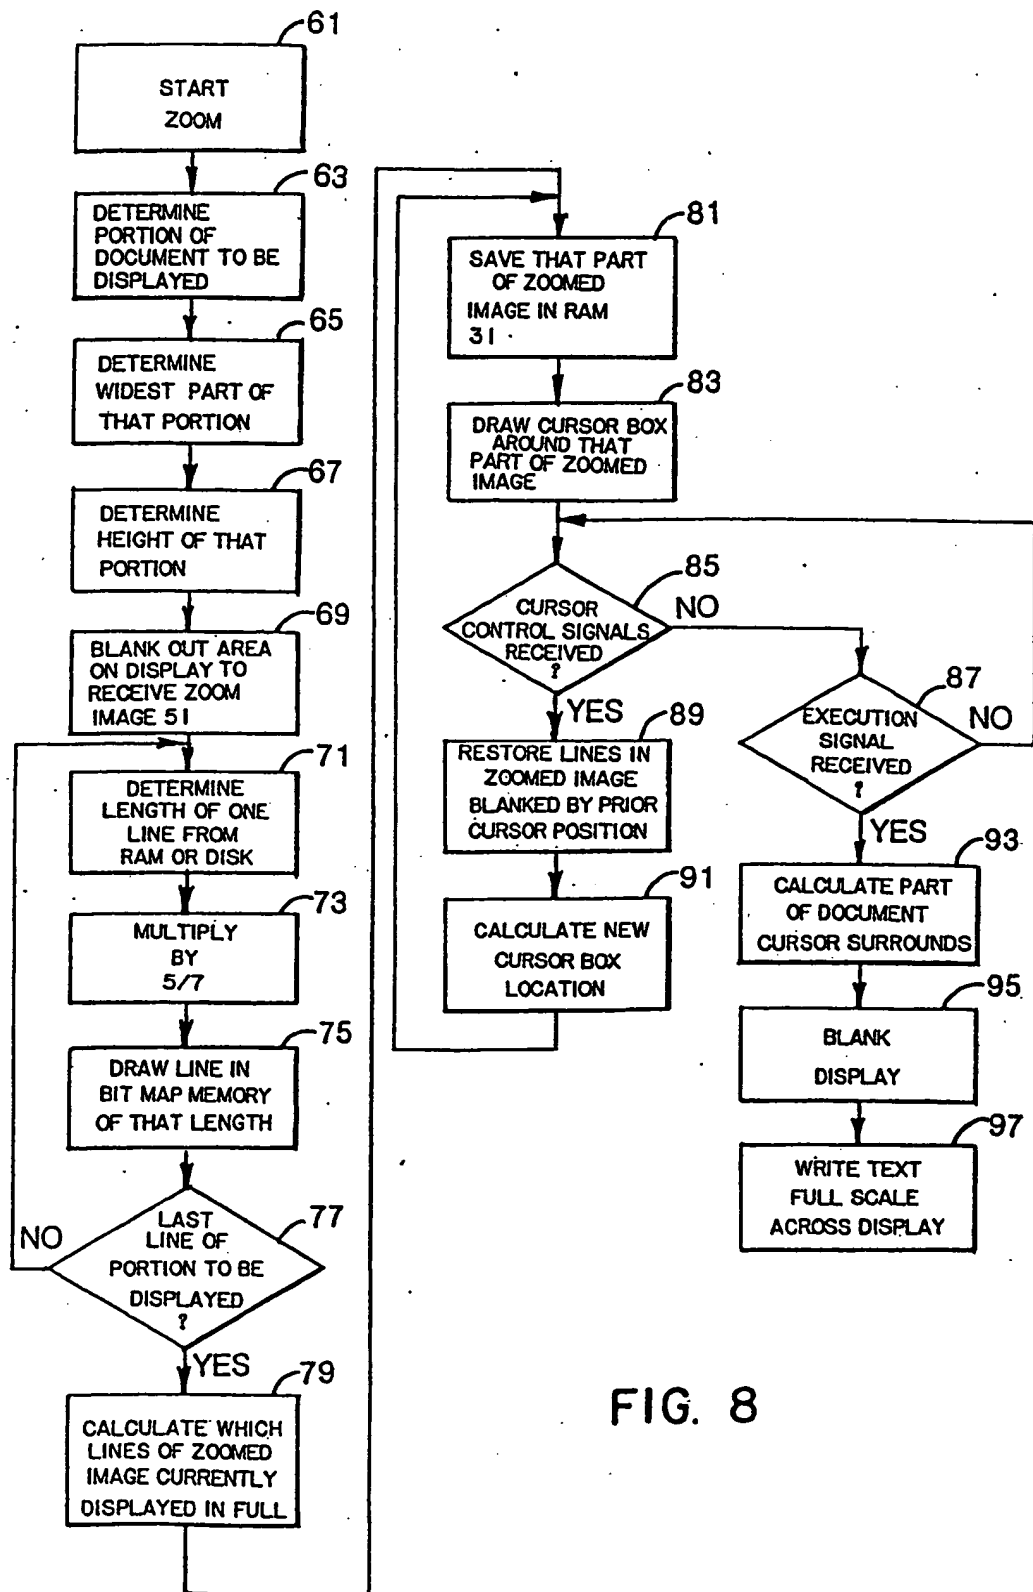 61
START
ZOOM
63
DETERMINE
PORTION OF
DOCUMENT TO BE
DISPLAYED
65
DETERMINE
WIDEST PART OF
THAT PORTION
67
DETERMINE
HEIGHT OF THAT
PORTION
69
BLANK OUT AREA
ON DISPLAY TO
RECEIVE ZOOM
IMAGE 51
71
DETERMINE
LENGTH OF ONE
LINE FROM
RAM OR DISK
73
MULTIPLY
BY
5/7
75
DRAW LINE IN
BIT MAP MEMORY
OF THAT LENGTH
77
LAST
LINE OF
PORTION TO BE
DISPLAYED
?
NO
YES
79
CALCULATE WHICH
LINES OF ZOOMED
IMAGE CURRENTLY
DISPLAYED IN FULL
81
SAVE THAT PART
OF ZOOMED
IMAGE IN RAM
31
83
DRAW CURSOR BOX
AROUND THAT
PART OF ZOOMED
IMAGE
85
CURSOR
CONTROL SIGNALS
RECEIVED
?
NO
YES
87
EXECUTION
SIGNAL
RECEIVED
?
NO
YES
89
RESTORE LINES IN
ZOOMED IMAGE
BLANKED BY PRIOR
CURSOR POSITION
91
CALCULATE NEW
CURSOR BOX
LOCATION
93
CALCULATE PART
OF DOCUMENT
CURSOR SURROUNDS
95
BLANK
DISPLAY
97
WRITE TEXT
FULL SCALE
ACROSS DISPLAY
FIG. 8